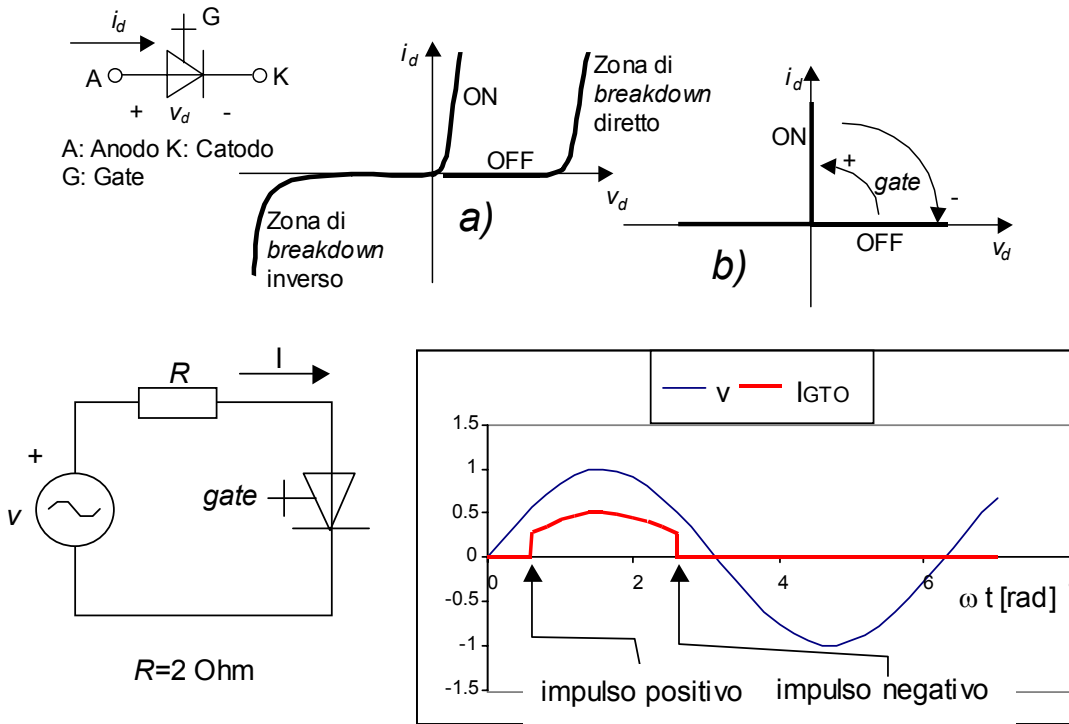 i_d
G
A
K
+ v_d -
A: Anodo K: Catodo
G: Gate
i_d
ON
Zona di
breakdown
diretto
OFF
v_d
Zona di
breakdown
inverso
a)
i_d
ON
+
gate
-
OFF
v_d
b)
I
R
+
v
gate
R=2 Ohm
v IGTO
1.5
1
0.5
0
-0.5
-1
-1.5
0 2 4 6
ω t [rad]
impulso positivo
impulso negativo